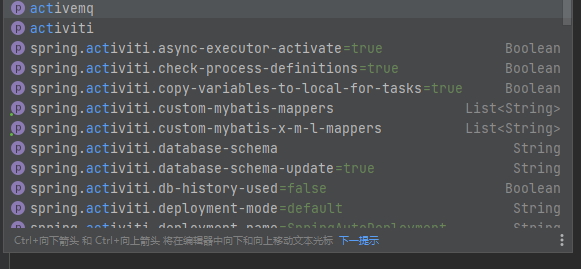 activemq
activiti
spring.activiti.async-executor-activate=true Boolean
spring.activiti.check-process-definitions=true Boolean
spring.activiti.copy-variables-to-local-for-tasks=true Boolean
spring.activiti.custom-mybatis-mappers List<String>
spring.activiti.custom-mybatis-x-m-l-mappers List<String>
spring.activiti.database-schema String
spring.activiti.database-schema-update=true String
spring.activiti.db-history-used=false Boolean
spring.activiti.deployment-mode=default String
spring.activiti.deployment-name=SpringAutoDeployment String
Ctrl+向下箭头 和 Ctrl+向上箭头 将在编辑器中向下和向上移动文本光标 下一提示